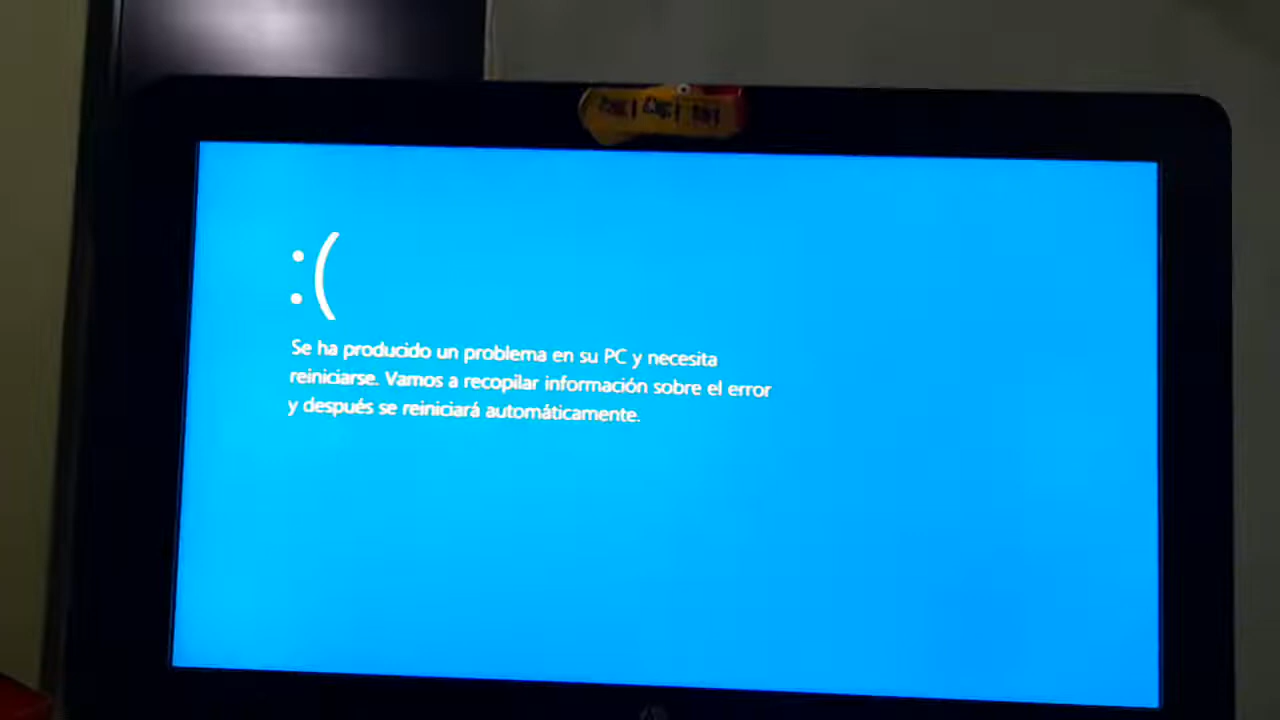 :(
Se ha producido un problema en su PC y necesita
reiniciarse. Vamos a recopilar información sobre el error
y después se reiniciará automáticamente.